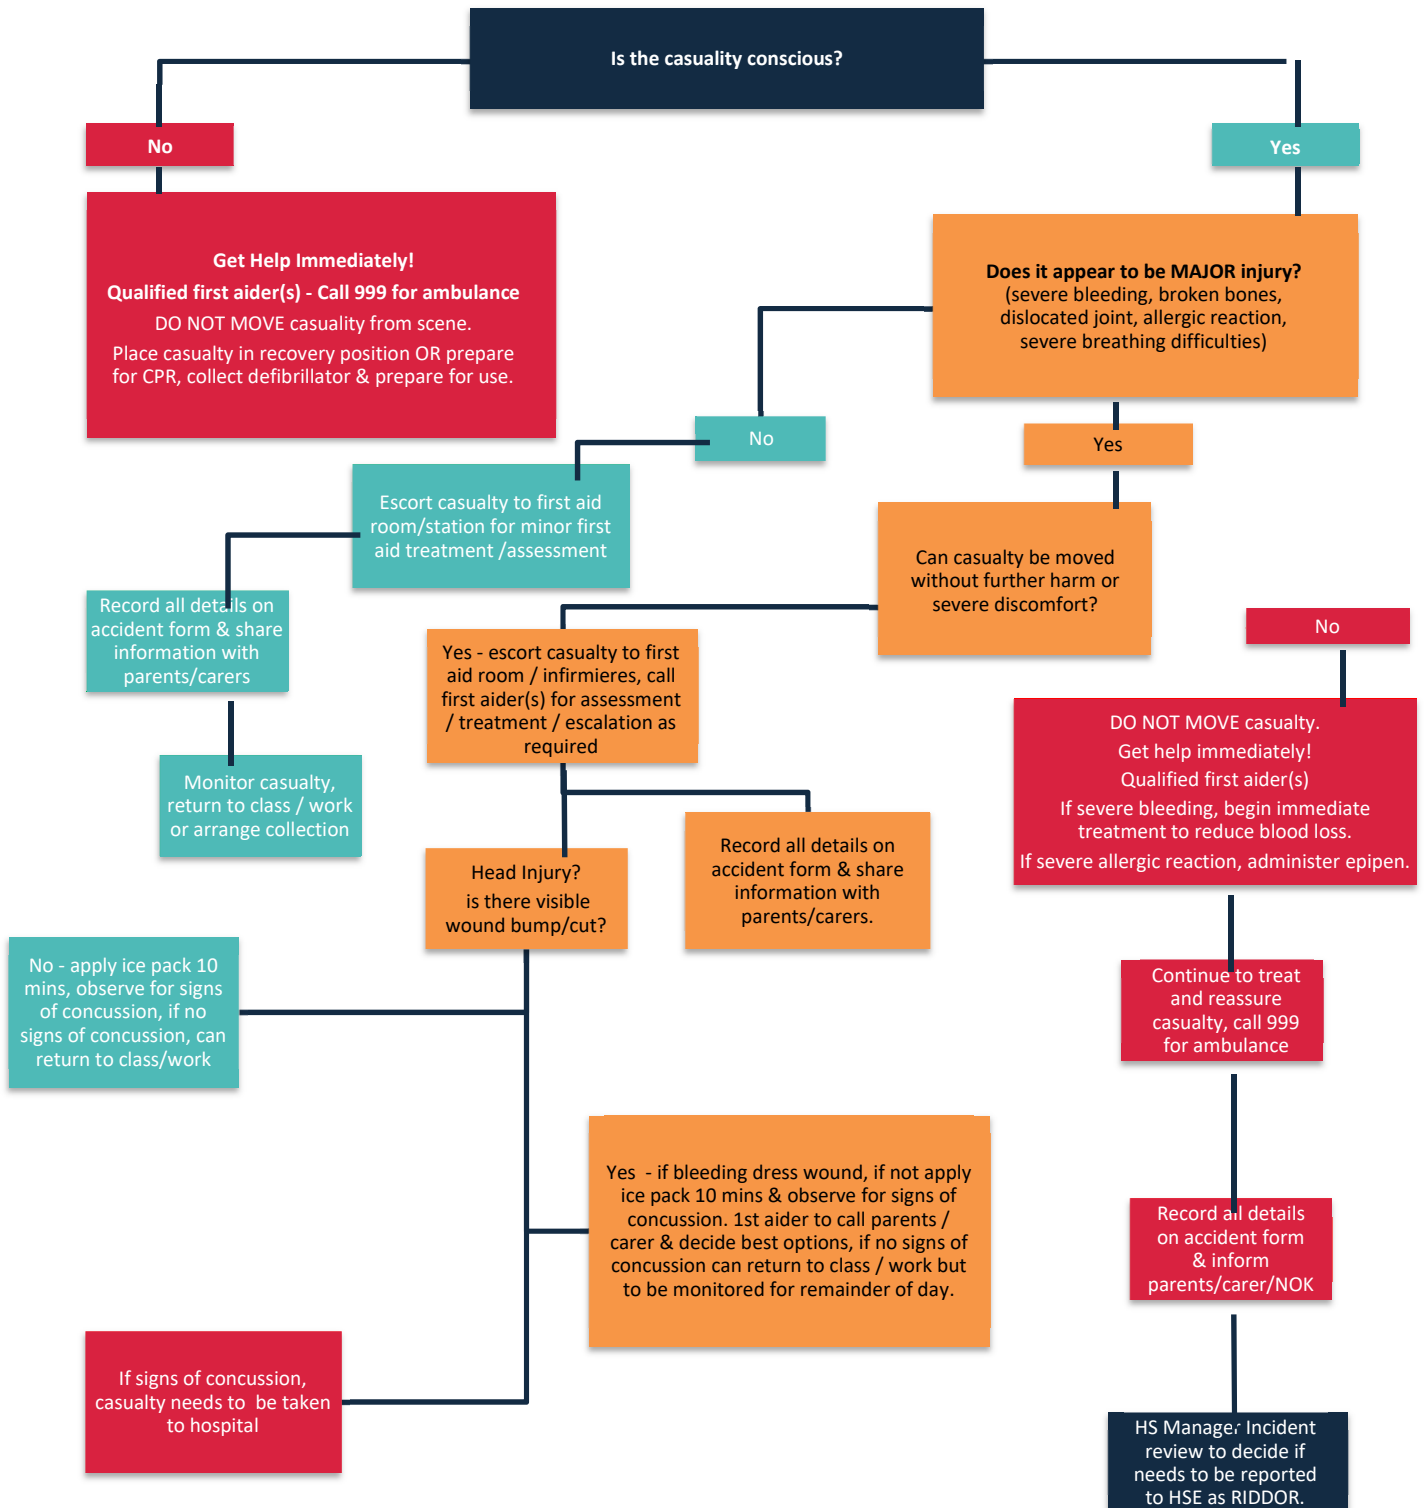 Is the casuality conscious?
No
Yes
Get Help Immediately!
Qualified first aider(s) - Call 999 for ambulance
DO NOT MOVE casuality from scene.
Place casualty in recovery position OR prepare
for CPR, collect defibrillator & prepare for use.
Does it appear to be MAJOR injury?
(severe bleeding, broken bones,
dislocated joint, allergic reaction,
severe breathing difficulties)
No
Yes
Escort casualty to first aid
room/station for minor first
aid treatment /assessment
Can casualty be moved
without further harm or
severe discomfort?
Record all details on
accident form & share
information with
parents/carers
No
Yes - escort casualty to first
aid room / infirmieres, call
first aider(s) for assessment
/ treatment / escalation as
required
DO NOT MOVE casualty.
Get help immediately!
Qualified first aider(s)
If severe bleeding, begin immediate
treatment to reduce blood loss.
If severe allergic reaction, administer epipen.
Monitor casualty,
return to class / work
or arrange collection
Record all details on
accident form & share
information with
parents/carers.
Head Injury?
is there visible
wound bump/cut?
No - apply ice pack 10
mins, observe for signs
of concussion, if no
signs of concussion, can
return to class/work
Continue to treat
and reassure
casualty, call 999
for ambulance
Yes - if bleeding dress wound, if not apply
ice pack 10 mins & observe for signs of
concussion. 1st aider to call parents /
carer & decide best options, if no signs of
concussion can return to class / work but
to be monitored for remainder of day.
Record all details
on accident form
& inform
parents/carer/NOK
If signs of concussion,
casualty needs to be taken
to hospital
HS Manager Incident
review to decide if
needs to be reported
to HSE as RIDDOR.